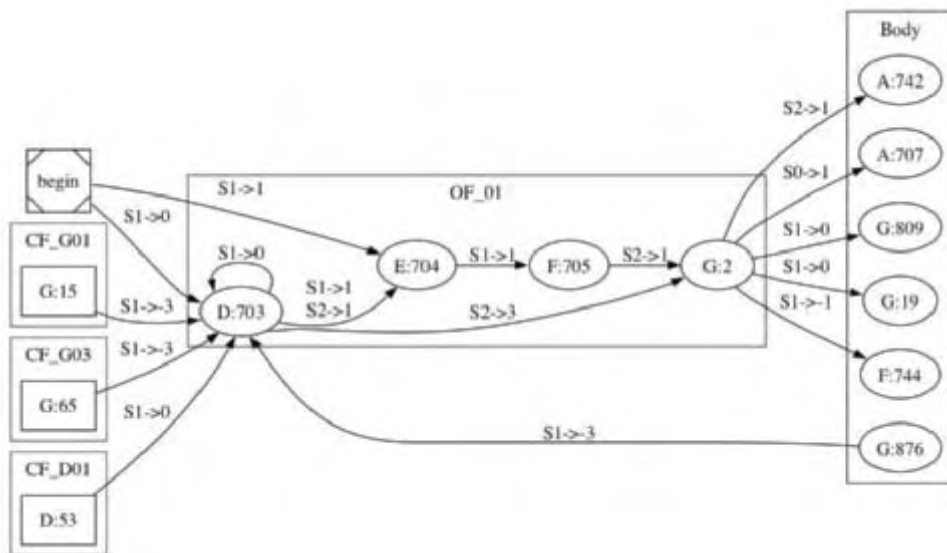 Body
A:742
S2->1
A:707
begin
S1->1
OF_01
S0->1
S1->0
S1->0
G:809
CF_G01
S1->0
E:704
S1->1
F:705
S2->1
G:2
S1->0
G:15
S1->-3
D:703
S1->1
S2->1
S2->3
S1->-1
G:19
CF_G03
S1->-3
G:65
F:744
S1->0
S1->-3
G:876
CF_D01
D:53